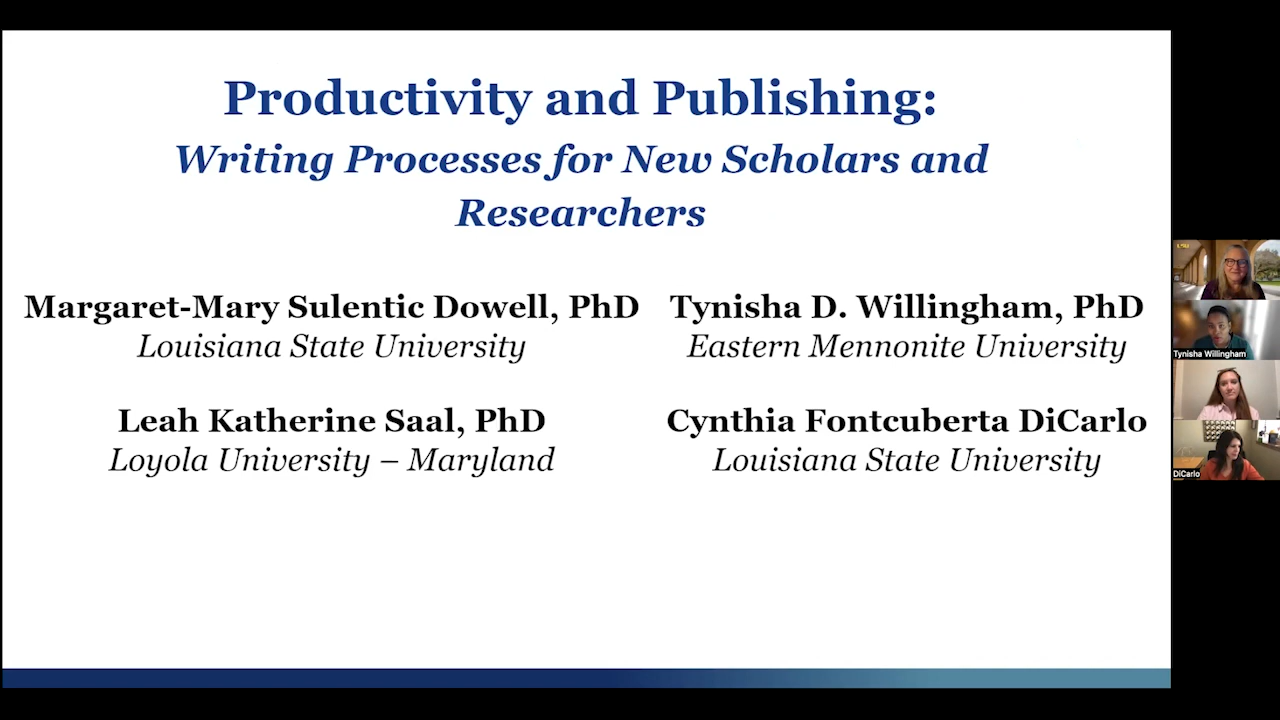 Productivity and Publishing:
Writing Processes for New Scholars and
Researchers
Margaret-Mary Sulentic Dowell, PhD
Louisiana State University
Tynisha D. Willingham, PhD
Eastern Mennonite University
Leah Katherine Saal, PhD
Loyola University – Maryland
Cynthia Fontcuberta DiCarlo
Louisiana State University
Tynisha Willingham
DiCarlo